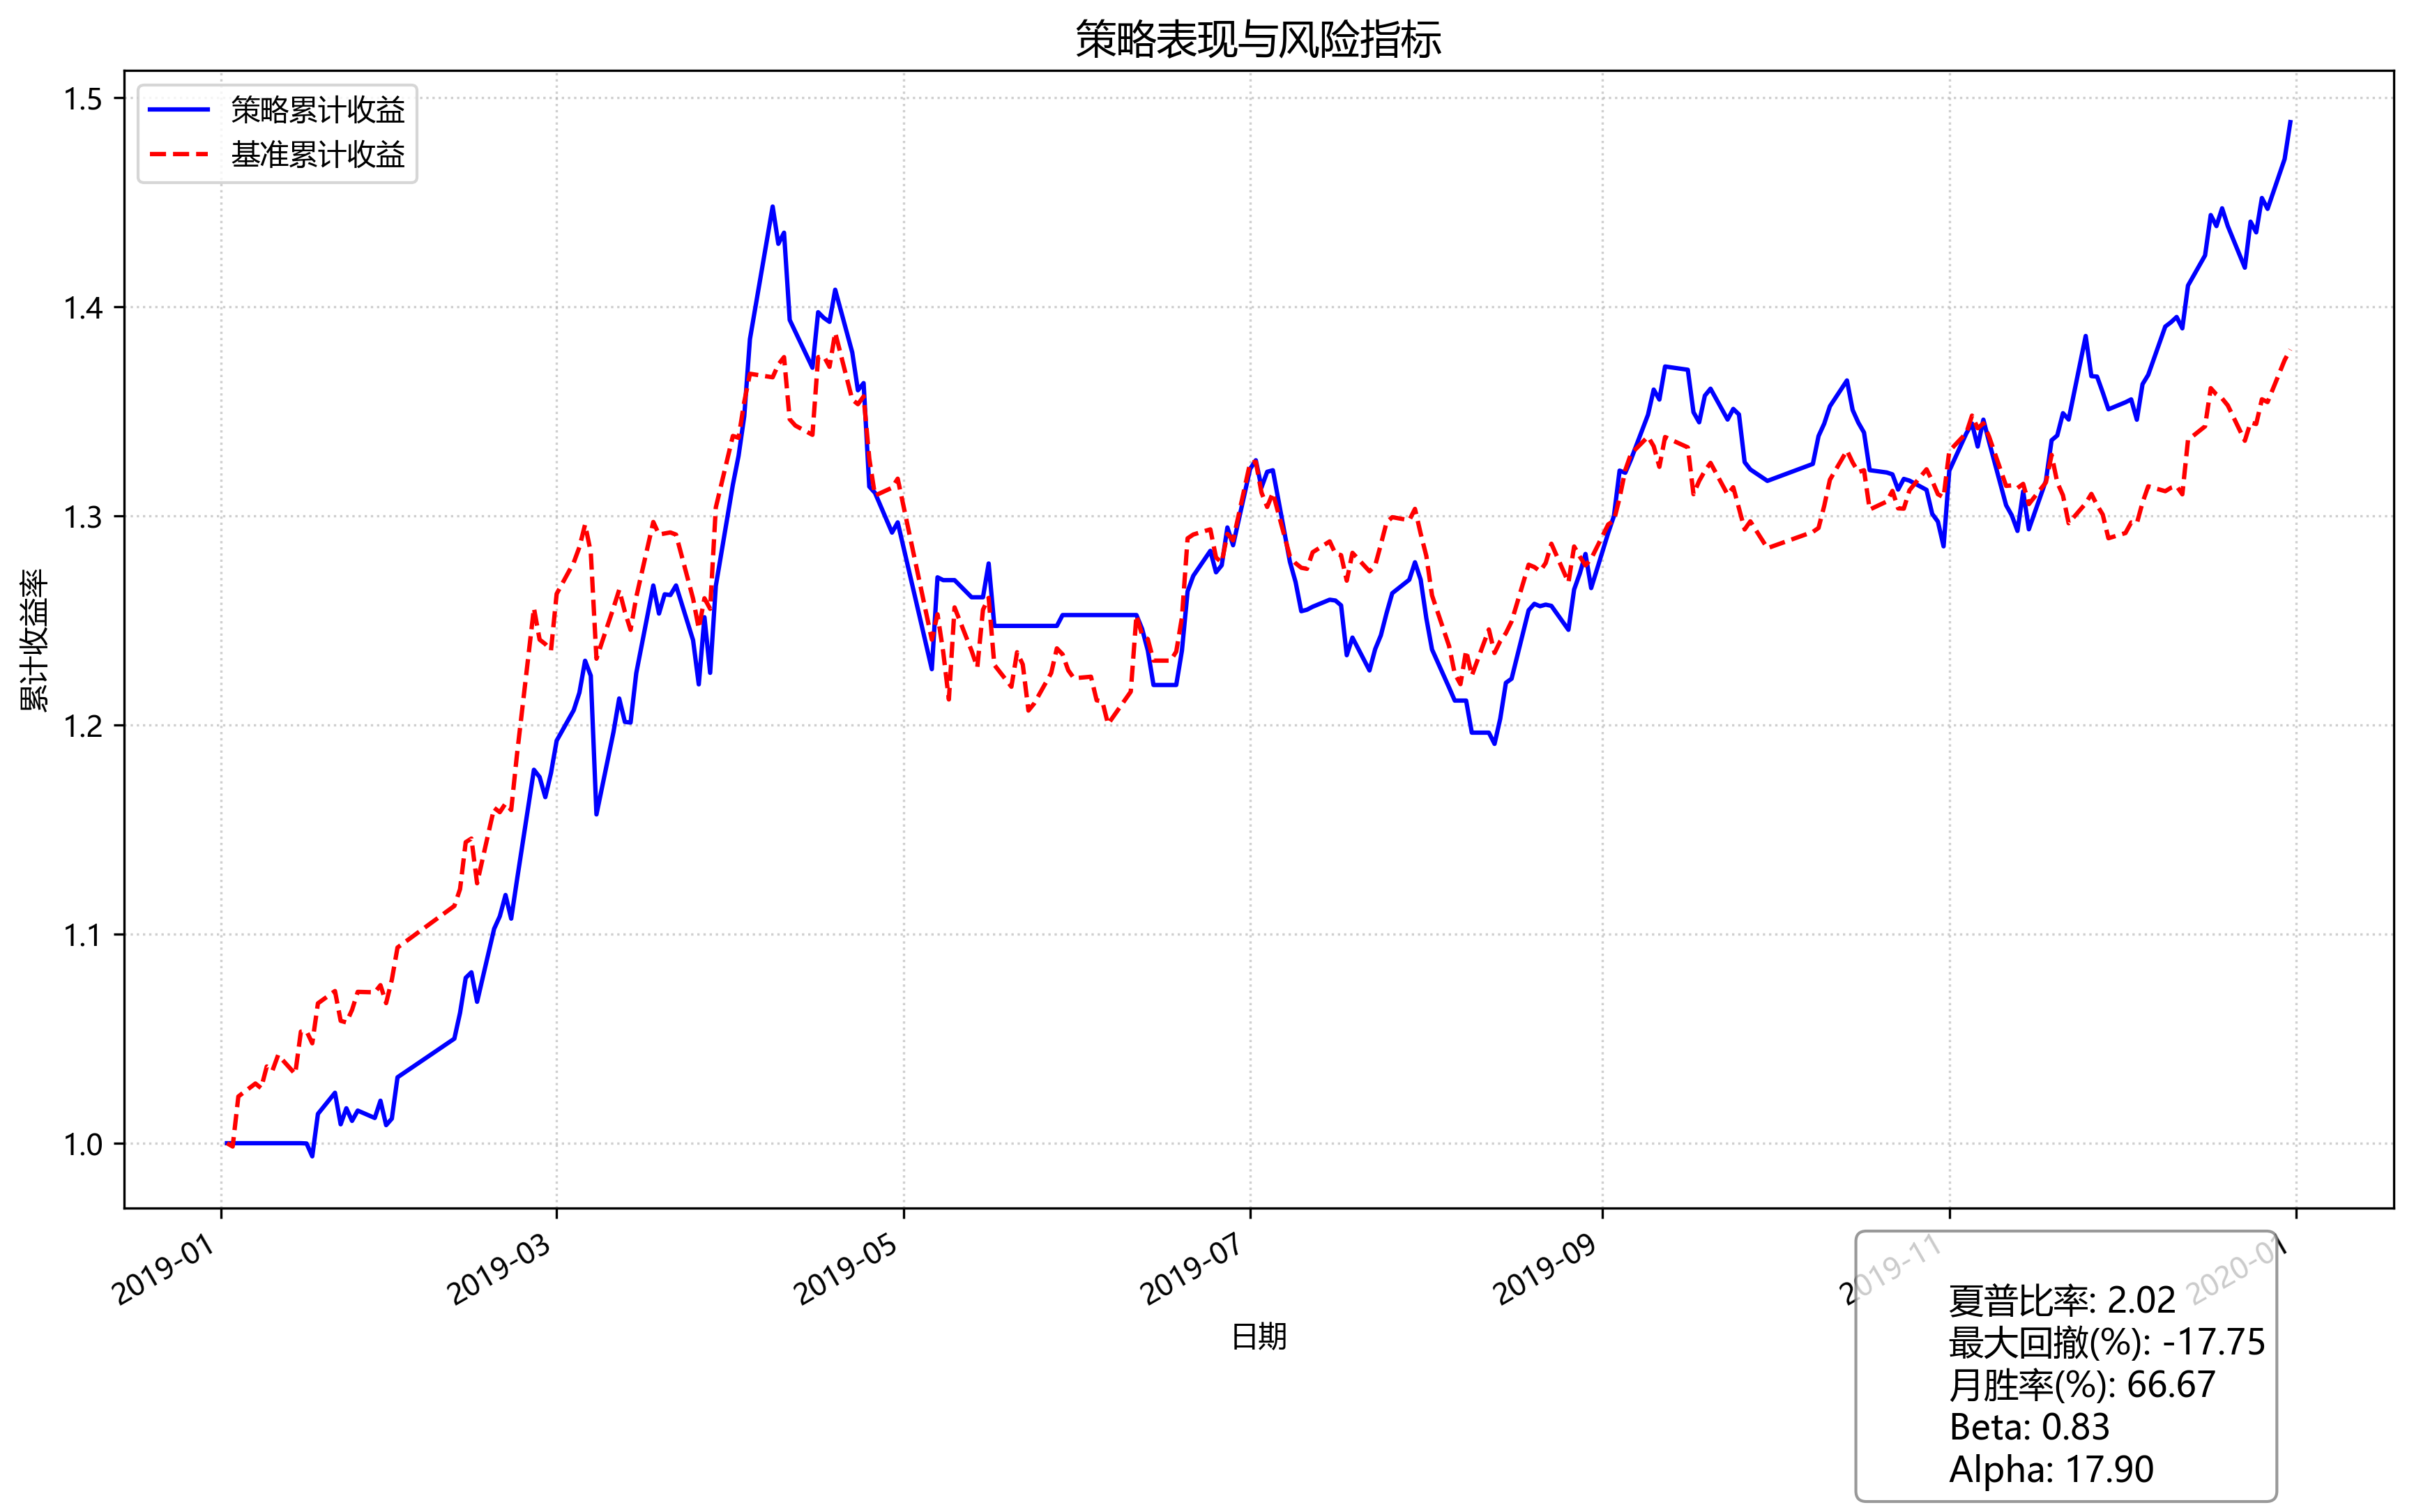 策略表现与风险指标
策略累计收益
基准累计收益
累计收益率
1.5
1.4
1.3
1.2
1.1
1.0
2019-01
2019-03
2019-05
2019-07
2019-09
2019-11
2020-01
日期
夏普比率: 2.02
最大回撤(%): -17.75
月胜率(%): 66.67
Beta: 0.83
Alpha: 17.90